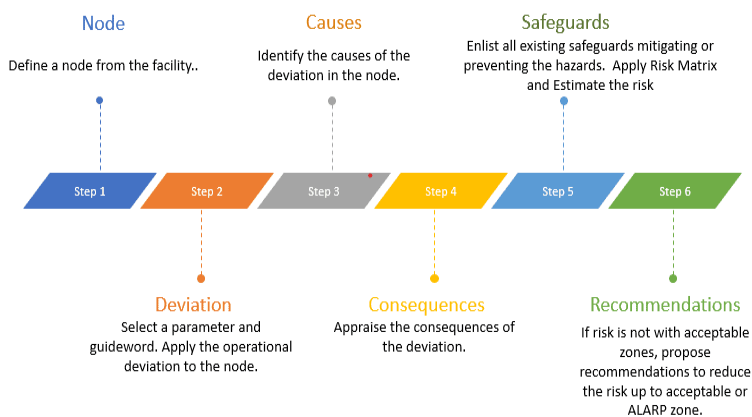 Node
Define a node from the facility..
Causes
Identify the causes of the
deviation in the node.
Safeguards
Enlist all existing safeguards mitigating or
preventing the hazards. Apply Risk Matrix
and Estimate the risk
Step 1
Step 2
Step 3
Step 4
Step 5
Step 6
Deviation
Select a parameter and
guideword. Apply the operational
deviation to the node.
Consequences
Appraise the consequences of
the deviation.
Recommendations
If risk is not with acceptable
zones, propose
recommendations to reduce
the risk up to acceptable or
ALARP zone.